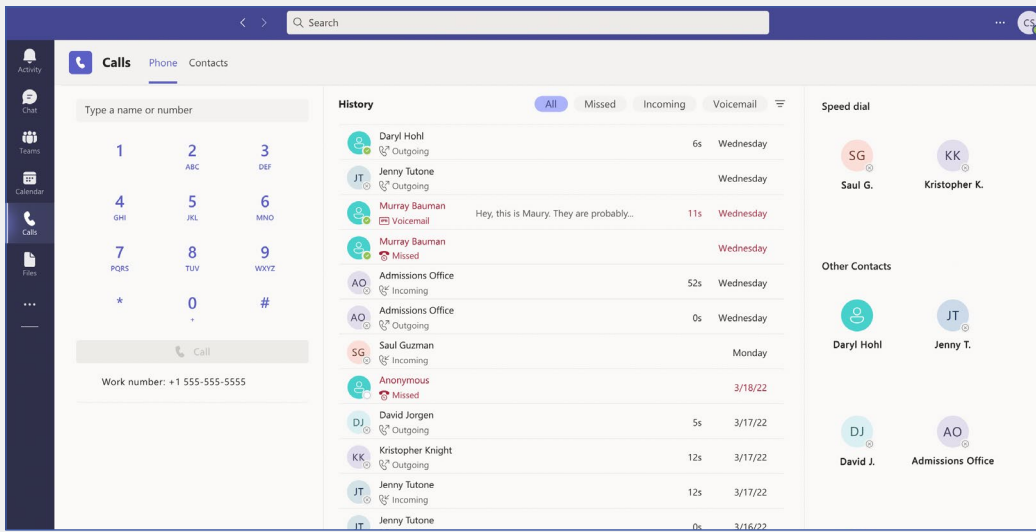 Search
CS
Activity
Chat
Teams
Calendar
Calls
Files
Calls Phone Contacts
Type a name or number
1 2 3
ABC DEF
4 5 6
GHI JKL MNO
7 8 9
PQRS TUV WXYZ
* 0 #
+
Call
Work number: +1 555-555-5555
History All Missed Incoming Voicemail
Daryl Hohl
Outgoing 6s Wednesday
JT Jenny Tutone
Outgoing Wednesday
Murray Bauman
Voicemail Hey, this is Maury. They are probably... 11s Wednesday
Murray Bauman
Missed Wednesday
AO Admissions Office
Incoming 52s Wednesday
AO Admissions Office
Outgoing 0s Wednesday
SG Saul Guzman
Incoming Monday
Anonymous
Missed 3/18/22
DJ David Jorgen
Outgoing 5s 3/17/22
KK Kristopher Knight
Outgoing 12s 3/17/22
JT Jenny Tutone
Incoming 12s 3/17/22
JT Jenny Tutone 0s 3/16/22
Speed dial
SG KK
Saul G. Kristopher K.
Other Contacts
JT
Daryl Hohl Jenny T.
DJ AO
David J. Admissions Office